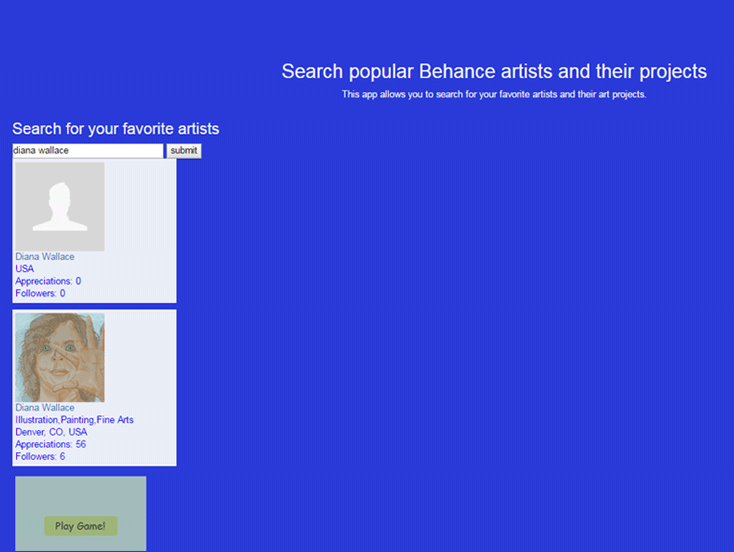 Search popular Behance artists and their projects
This app allows you to search for your favorite artists and their art projects.
Search for your favorite artists
diana wallace submit
Diana Wallace
USA
Appreciations: 0
Followers: 0
Diana Wallace
Illustration,Painting,Fine Arts
Denver, CO, USA
Appreciations: 56
Followers: 6
Play Game!